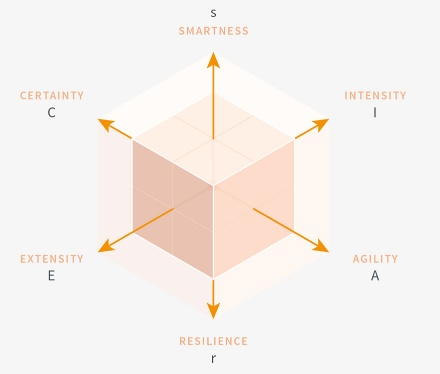 s
SMARTNESS
CERTAINTY
C
INTENSITY
I
EXTENSITY
E
AGILITY
A
RESILIENCE
r